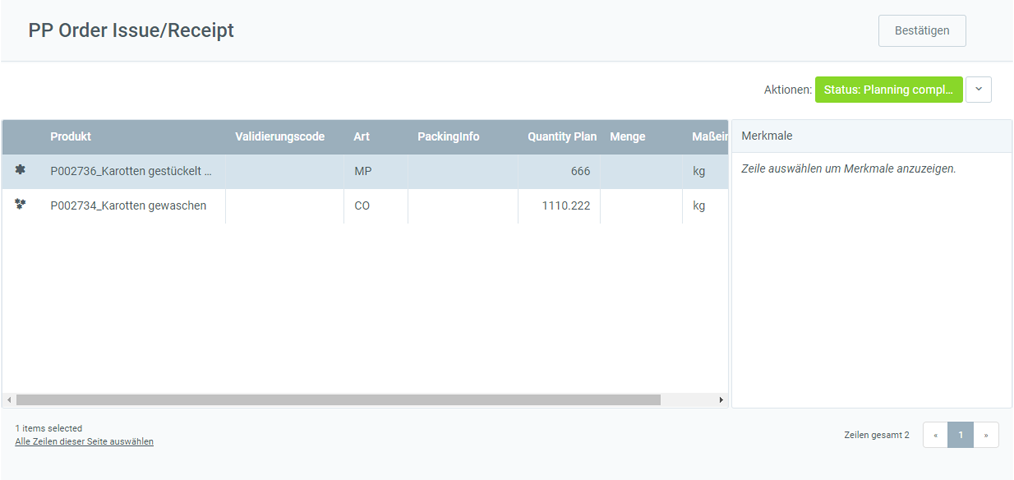 PP Order Issue/Receipt
Bestätigen
Aktionen: Status: Planning compl...
Produkt Validierungscode Art PackingInfo Quantity Plan Menge Maßein
Merkmale
P002736_Karotten gestückelt ... MP 666 kg
Zeile auswählen um Merkmale anzuzeigen.
P002734_Karotten gewaschen CO 1110.222 kg
1 items selected
Alle Zeilen dieser Seite auswählen
Zeilen gesamt 2 « 1 »